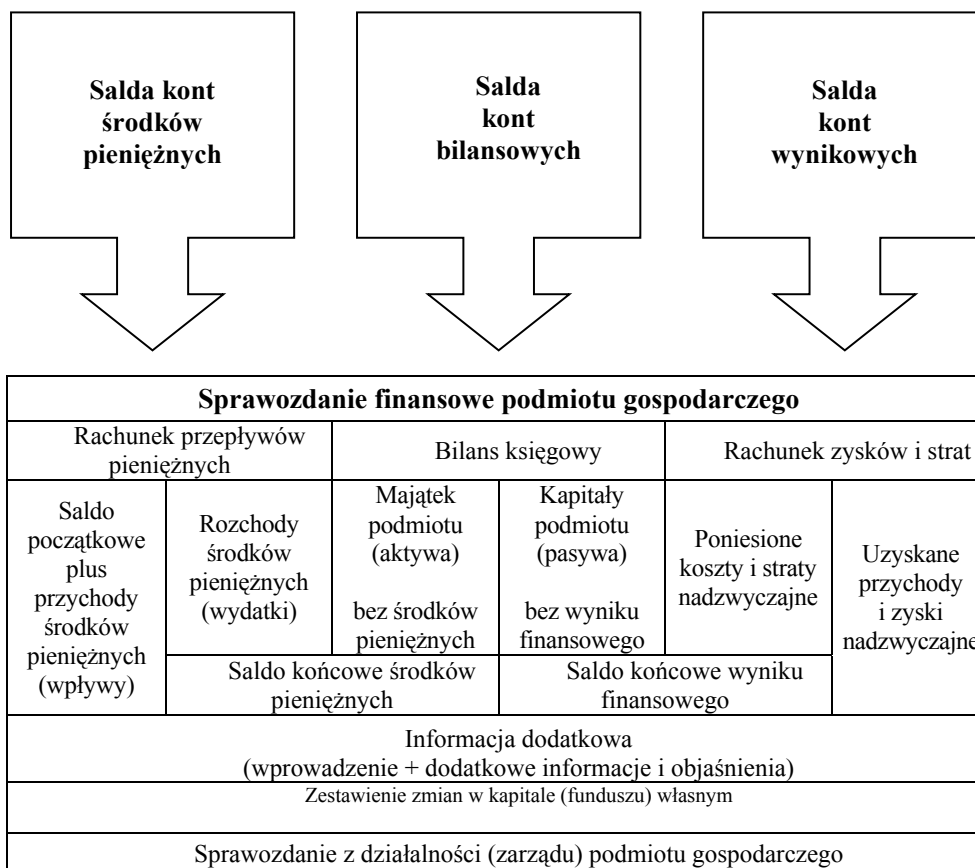 Salda kont
środków
pieniężnych
Salda
kont
bilansowych
Salda
kont
wynikowych
Sprawozdanie finansowe podmiotu gospodarczego
Rachunek przepływów
pieniężnych
Bilans księgowy
Rachunek zysków i strat
Saldo
początkowe
plus
przychody
środków
pieniężnych
(wpływy)
Rozchody
środków
pieniężnych
(wydatki)
Majątek
podmiotu
(aktywa)
bez środków
pieniężnych
Kapitały
podmiotu
(pasywa)
bez wyniku
finansowego
Poniesione
koszty i straty
nadzwyczajne
Uzyskane
przychody
i zyski
nadzwyczajne
Saldo końcowe środków
pieniężnych
Saldo końcowe wyniku
finansowego
Informacja dodatkowa
(wprowadzenie + dodatkowe informacje i objaśnienia)
Zestawienie zmian w kapitale (funduszu) własnym
Sprawozdanie z działalności (zarządu) podmiotu gospodarczego